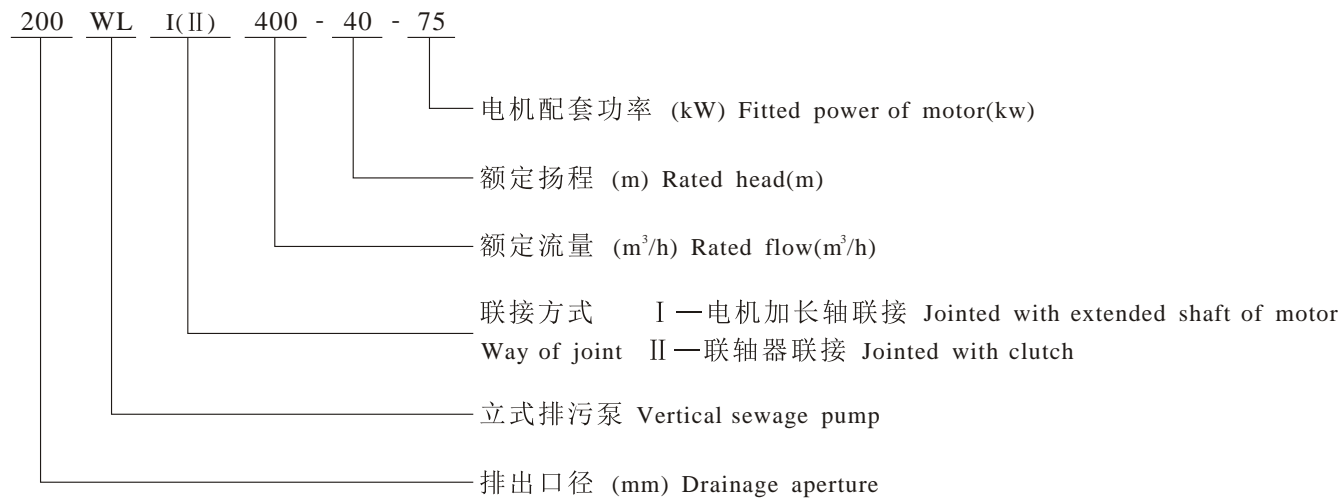 200 WL I(Ⅱ) 400 - 40 - 75
电机配套功率 (kW) Fitted power of motor(kw)
额定扬程 (m) Rated head(m)
额定流量 (m³/h) Rated flow(m³/h)
联接方式 Ⅰ—电机加长轴联接 Jointed with extended shaft of motor
Way of joint Ⅱ—联轴器联接 Jointed with clutch
立式排污泵 Vertical sewage pump
排出口径 (mm) Drainage aperture